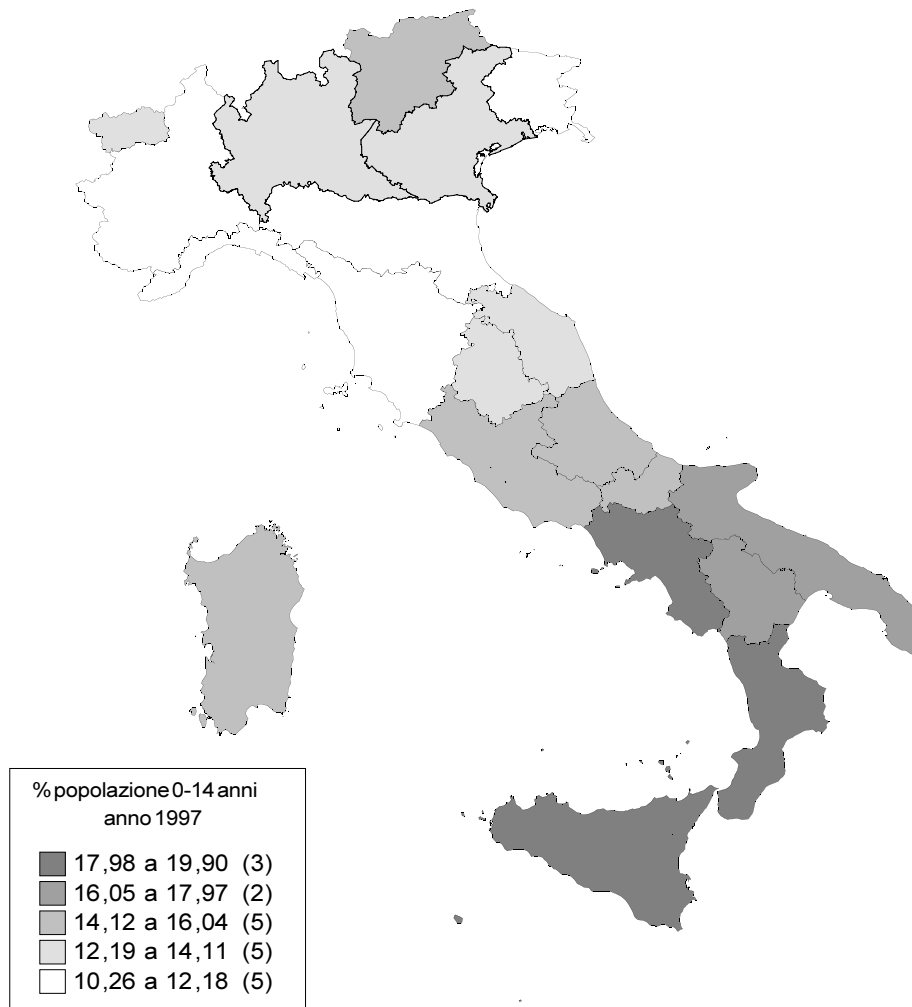 % popolazione 0-14 anni
anno 1997
17,98 a 19,90 (3)
16,05 a 17,97 (2)
14,12 a 16,04 (5)
12,19 a 14,11 (5)
10,26 a 12,18 (5)